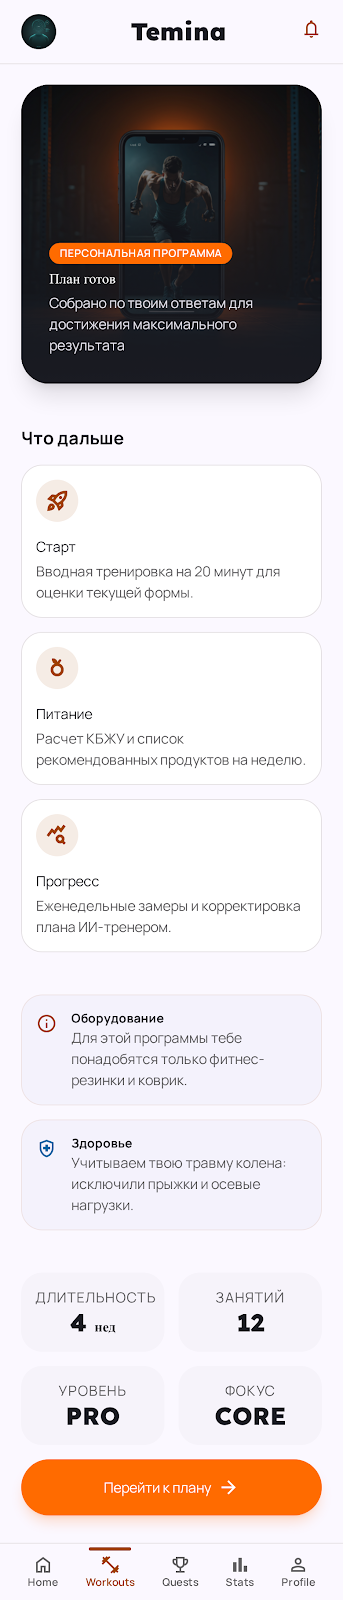 Temina
ПЕРСОНАЛЬНАЯ ПРОГРАММА
План готов
Собрано по твоим ответам для
достижения максимального
результата
Что дальше
Старт
Вводная тренировка на 20 минут для
оценки текущей формы.
Питание
Расчет КБЖУ и список
рекомендованных продуктов на неделю.
Прогресс
Еженедельные замеры и корректировка
плана ИИ-тренером.
Оборудование
Для этой программы тебе
понадобятся только фитнес-
резинки и коврик.
Здоровье
Учитываем твою травму колена:
исключили прыжки и осевые
нагрузки.
ДЛИТЕЛЬНОСТЬ
4 нед
ЗАНЯТИЙ
12
УРОВЕНЬ
PRO
ФОКУС
CORE
Перейти к плану
Home
Workouts
Quests
Stats
Profile